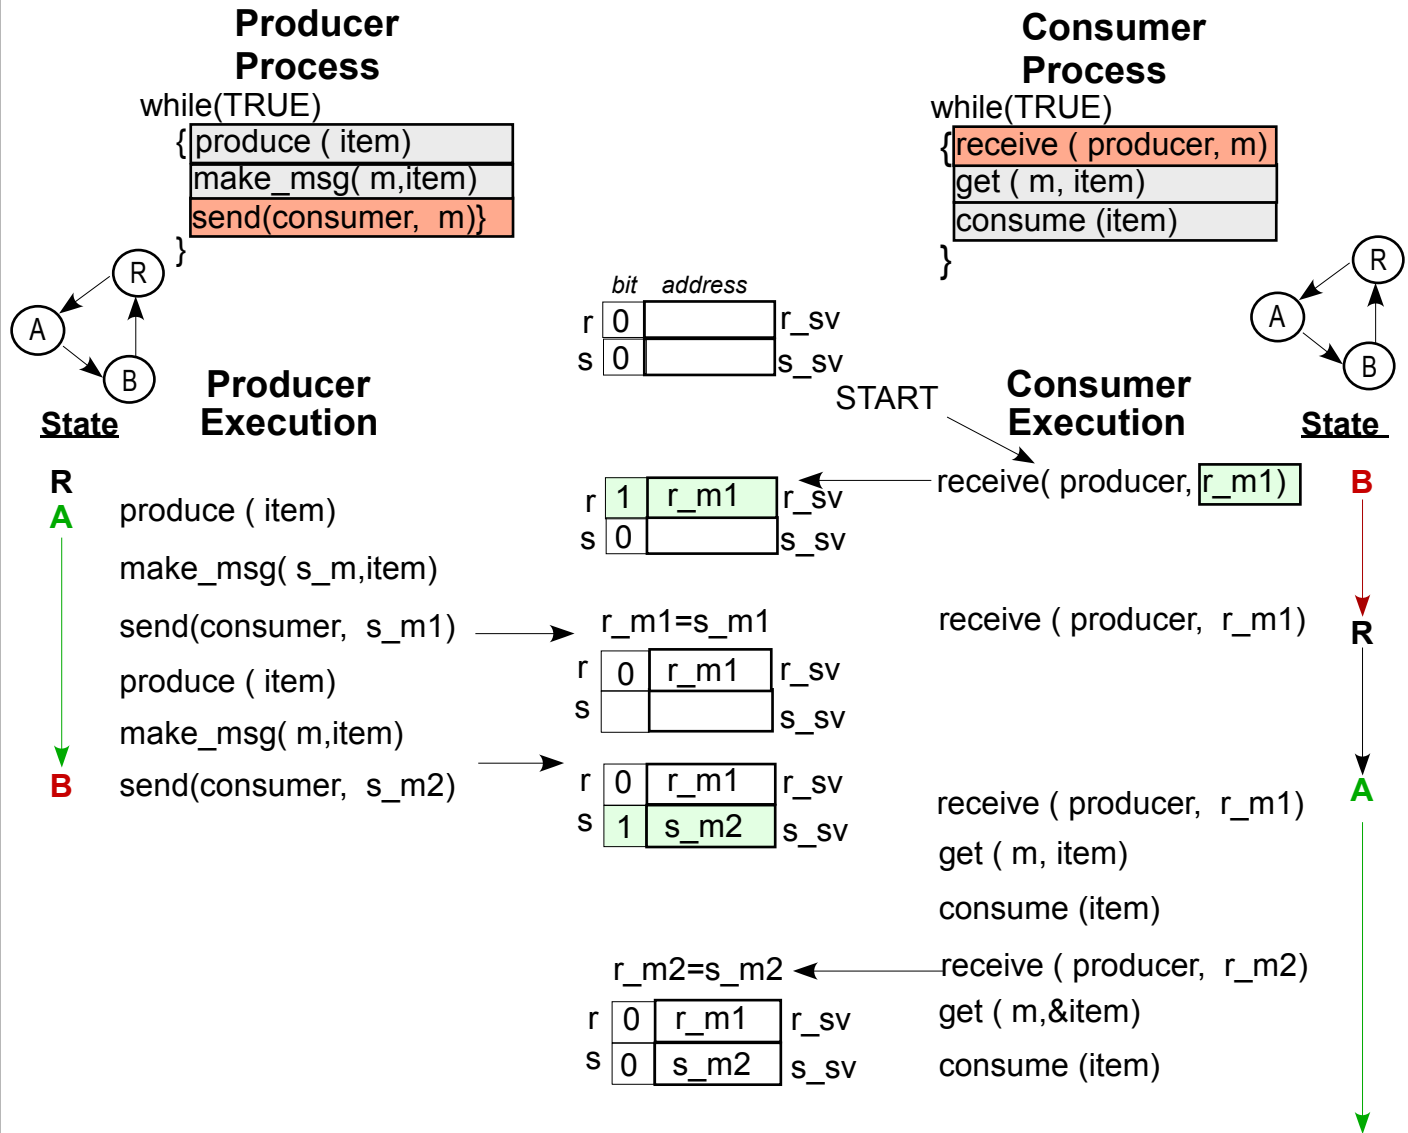 Producer
Process
while(TRUE)
{ produce ( item)
make_msg( m,item)
send(consumer, m)}
}
R
A
B
Consumer
Process
while(TRUE)
{ receive ( producer, m)
get ( m, item)
consume (item)
}
R
A
B
bit address
r 0 r_sv
s 0 s_sv
START
Producer
Execution
State
Consumer
Execution
State
R
A
B
produce ( item)
make_msg( s_m,item)
send(consumer, s_m1)
produce ( item)
make_msg( m,item)
send(consumer, s_m2)
r 1 r_m1 r_sv
s 0 s_sv
r_m1=s_m1
r 0 r_m1 r_sv
s s_sv
r 0 r_m1 r_sv
s 1 s_m2 s_sv
r_m2=s_m2
r 0 r_m1 r_sv
s 0 s_m2 s_sv
receive( producer, r_m1)
receive ( producer, r_m1)
receive ( producer, r_m1)
get ( m, item)
consume (item)
receive ( producer, r_m2)
get ( m,&item)
consume (item)
B
R
A